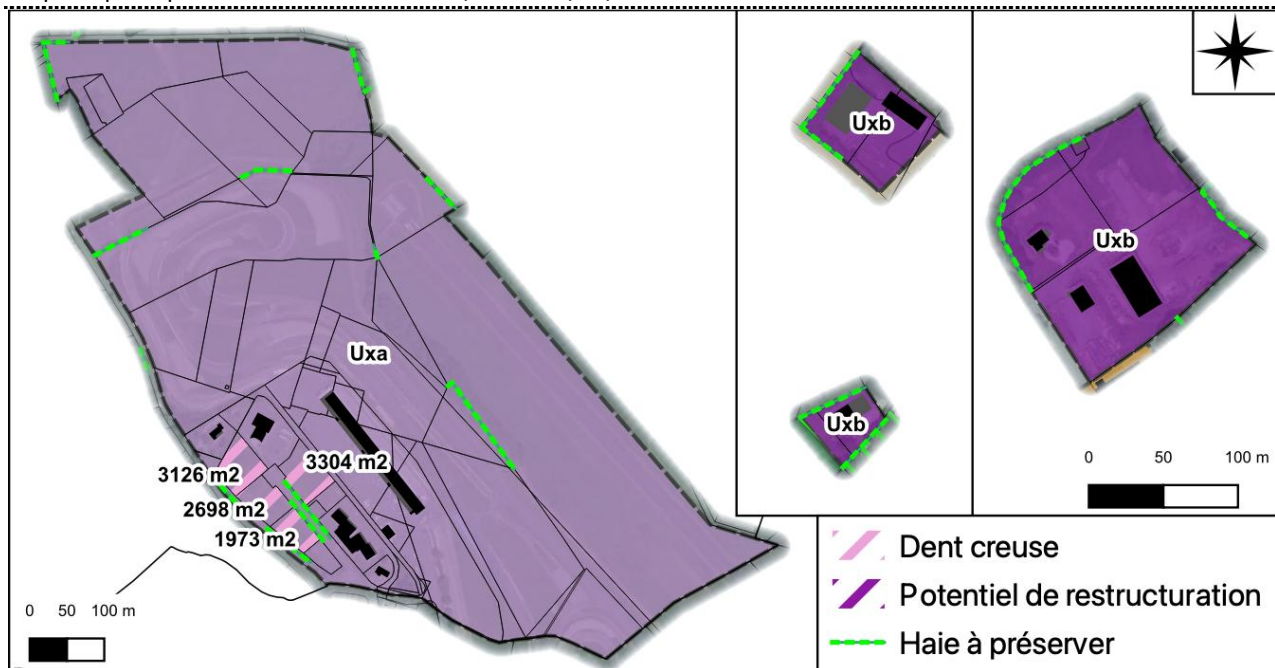 Uxa
3126 m2
3304 m2
2698 m2
1973 m2
0 50 100 m
Uxb
Uxb
Uxb
0 50 100 m
Dent creuse
Potentiel de restructuration
Haie à préserver